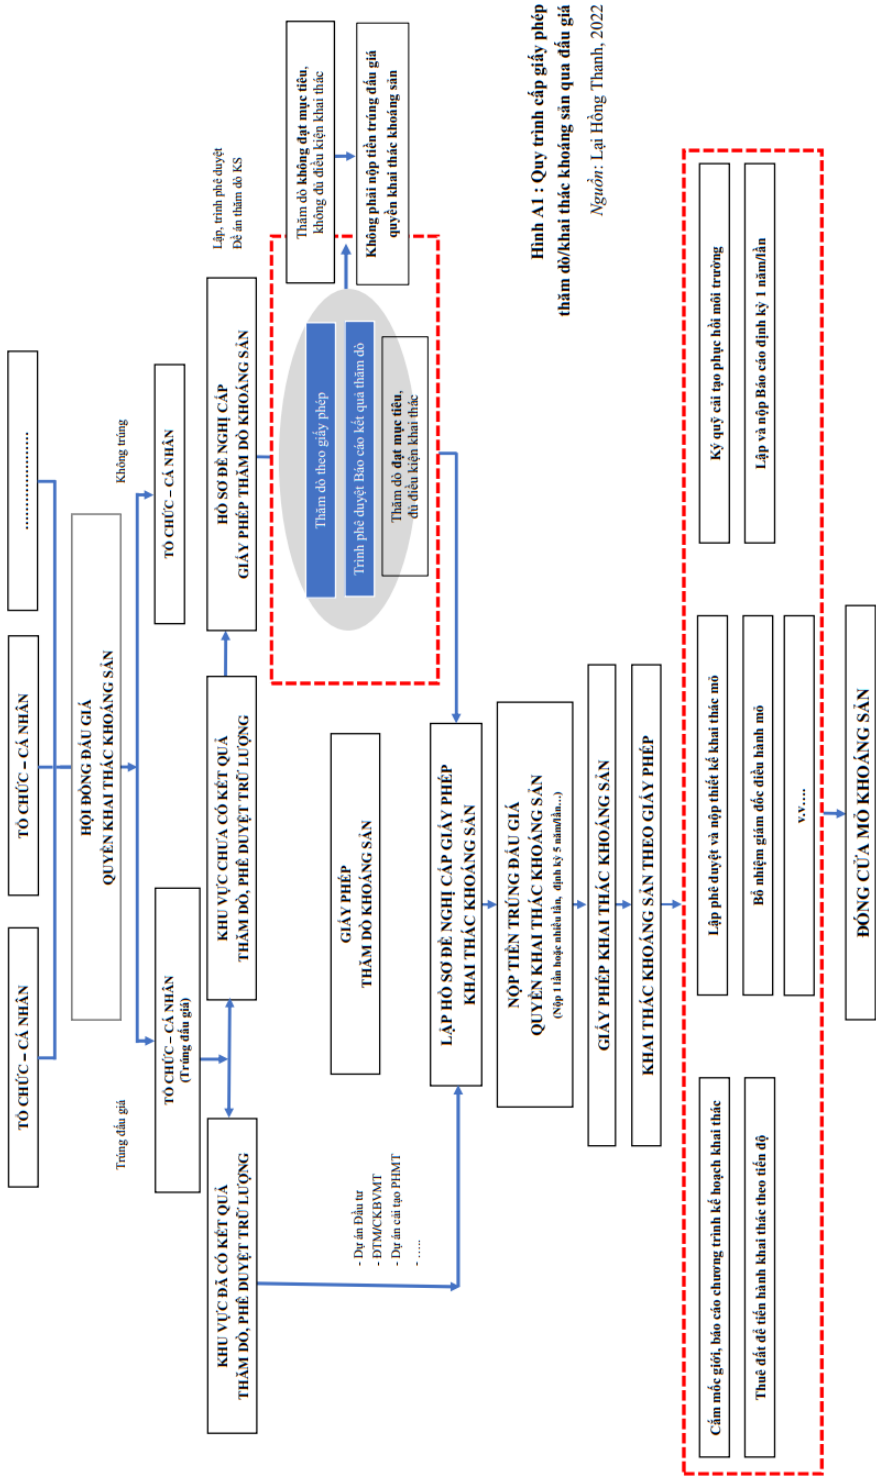 TỔ CHỨC – CÁ NHÂN
TỔ CHỨC – CÁ NHÂN
.....................
HỘI ĐỒNG ĐẤU GIÁ
QUYỀN KHAI THÁC KHOÁNG SẢN
Trúng đấu giá
Không trúng
TỔ CHỨC – CÁ NHÂN
(Trúng đấu giá)
TỔ CHỨC – CÁ NHÂN
KHU VỰC ĐÃ CÓ KẾT QUẢ
THĂM DÒ, PHÊ DUYỆT TRỮ LƯỢNG
KHU VỰC CHƯA CÓ KẾT QUẢ
THĂM DÒ, PHÊ DUYỆT TRỮ LƯỢNG
HỒ SƠ ĐỀ NGHỊ CẤP
GIẤY PHÉP THĂM DÒ KHOÁNG SẢN
Lập, trình phê duyệt
Đề án thăm dò KS
Thăm dò theo giấy phép
Trình phê duyệt Báo cáo kết quả thăm dò
Thăm dò đạt mục tiêu,
đủ điều kiện khai thác
Thăm dò không đạt mục tiêu,
không đủ điều kiện khai thác
Không phải nộp tiền trúng đấu giá
quyền khai thác khoáng sản
GIẤY PHÉP
THĂM DÒ KHOÁNG SẢN
- Dự án Đầu tư
- ĐTM/CKBVMT
- Dự án cải tạo PHMT
- .....
LẬP HỒ SƠ ĐỀ NGHỊ CẤP GIẤY PHÉP
KHAI THÁC KHOÁNG SẢN
NỘP TIỀN TRÚNG ĐẤU GIÁ
QUYỀN KHAI THÁC KHOÁNG SẢN
(Nộp 1 lần hoặc nhiều lần, định kỳ 5 năm/lần...)
GIẤY PHÉP KHAI THÁC KHOÁNG SẢN
KHAI THÁC KHOÁNG SẢN THEO GIẤY PHÉP
Cắm mốc giới, báo cáo chương trình kế hoạch khai thác
Thuê đất để tiến hành khai thác theo tiến độ
Lập phê duyệt và nộp thiết kế khai thác mỏ
Bổ nhiệm giám đốc điều hành mỏ
v.v....
Ký quỹ cải tạo phục hồi môi trường
Lập và nộp Báo cáo định kỳ 1 năm/lần
ĐÓNG CỬA MỎ KHOÁNG SẢN
Hình A1 : Quy trình cấp giấy phép
thăm dò/khai thác khoáng sản qua đấu giá
Nguồn: Lại Hồng Thanh, 2022